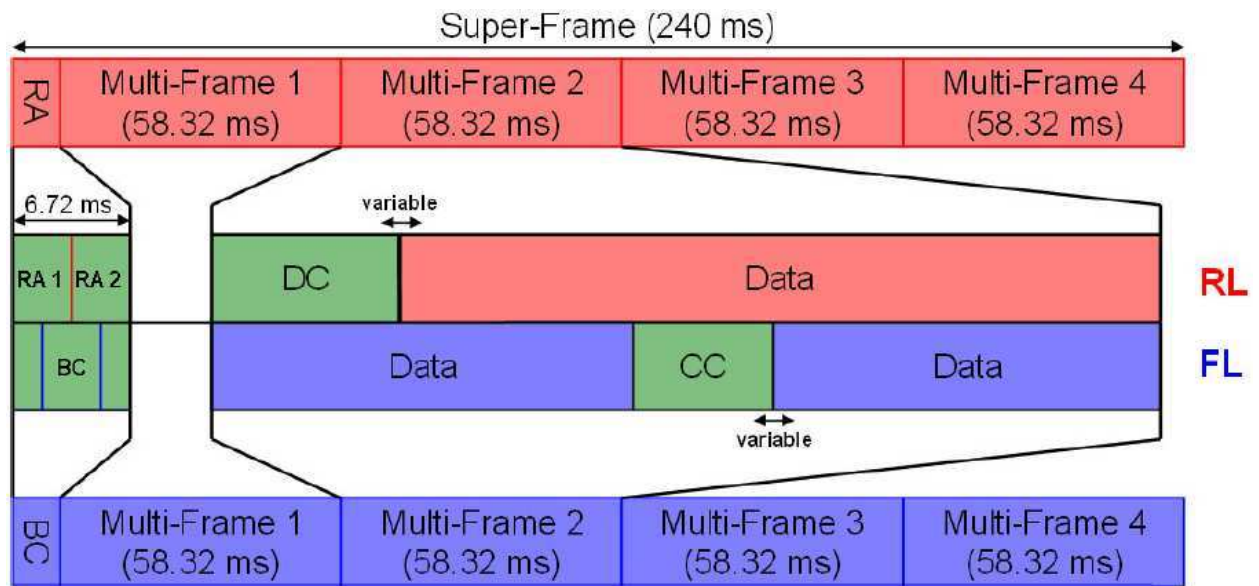 Super-Frame (240 ms)
RA
Multi-Frame 1
(58.32 ms)
Multi-Frame 2
(58.32 ms)
Multi-Frame 3
(58.32 ms)
Multi-Frame 4
(58.32 ms)
6.72 ms
variable
RA 1
RA 2
DC
Data
RL
BC
Data
CC
Data
FL
variable
BC
Multi-Frame 1
(58.32 ms)
Multi-Frame 2
(58.32 ms)
Multi-Frame 3
(58.32 ms)
Multi-Frame 4
(58.32 ms)